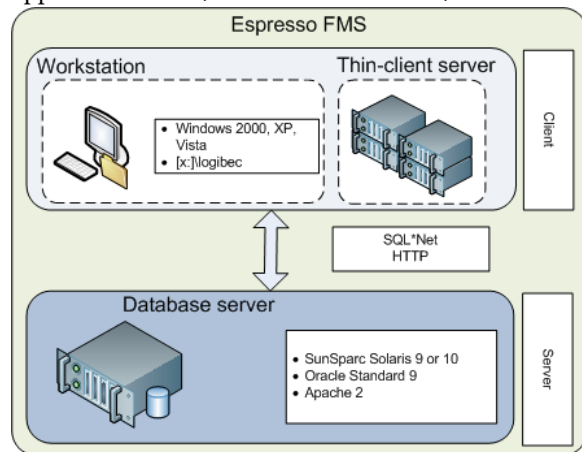 Espresso FMS
Workstation
Thin-client server
• Windows 2000, XP,
Vista
• [x:]\logibec
Client
SQL*Net
HTTP
Database server
• SunSparc Solaris 9 or 10
• Oracle Standard 9
• Apache 2
Server